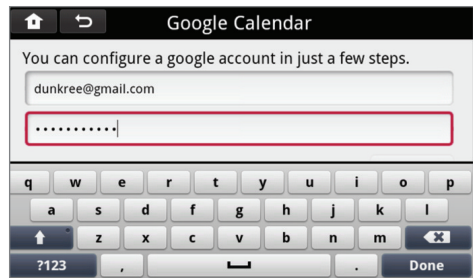 Google Calendar
You can configure a google account in just a few steps.
dunkree@gmail.com
•••••••••••
q w e r t y u i o p
a s d f g h j k l
z x c v b n m
?123 , . Done